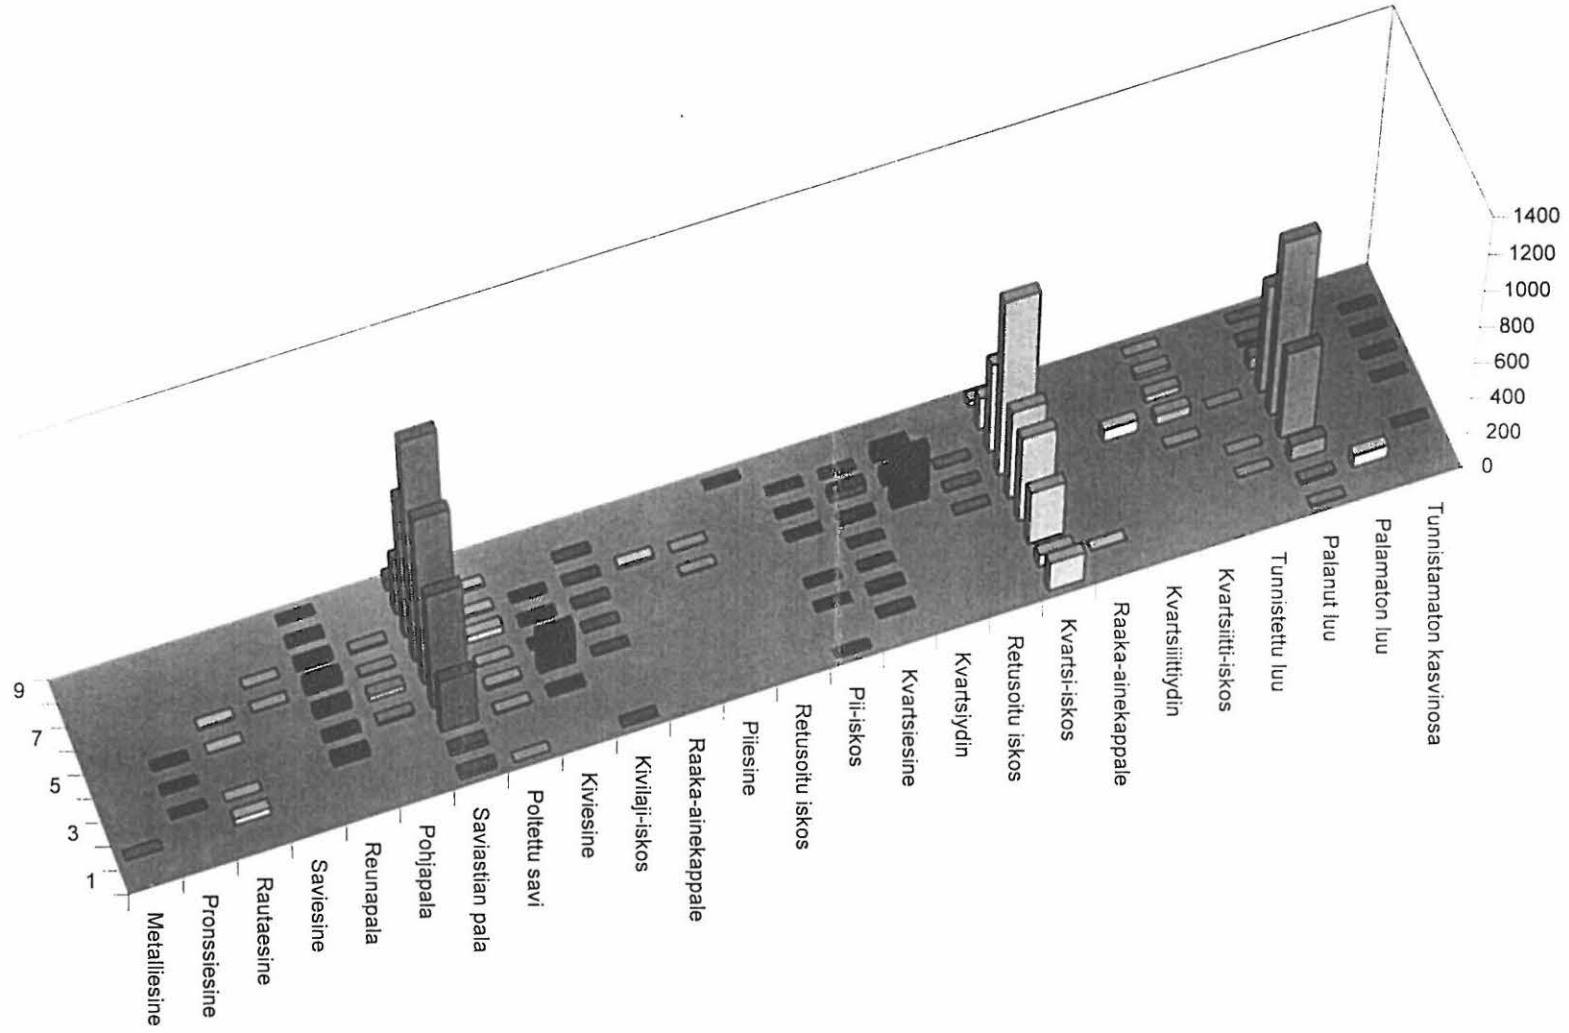 1400
1200
1000
800
600
400
200
0
9
7
5
3
1
Metalliesine
Pronssiesine
Rautaesine
Saviesine
Reunapala
Pohjapala
Saviastian pala
Poltettu savi
Kiviesine
Kivilaji-iskos
Raaka-ainekappale
Piiesine
Retusoitu iskos
Pii-iskos
Kvartsiesine
Kvartsiydin
Retusoitu iskos
Kvartsi-iskos
Raaka-ainekappale
Kvartsiiittiydin
Kvartsiitti-iskos
Tunnistettu luu
Palanut luu
Palamaton luu
Tunnistamaton kasvinosa